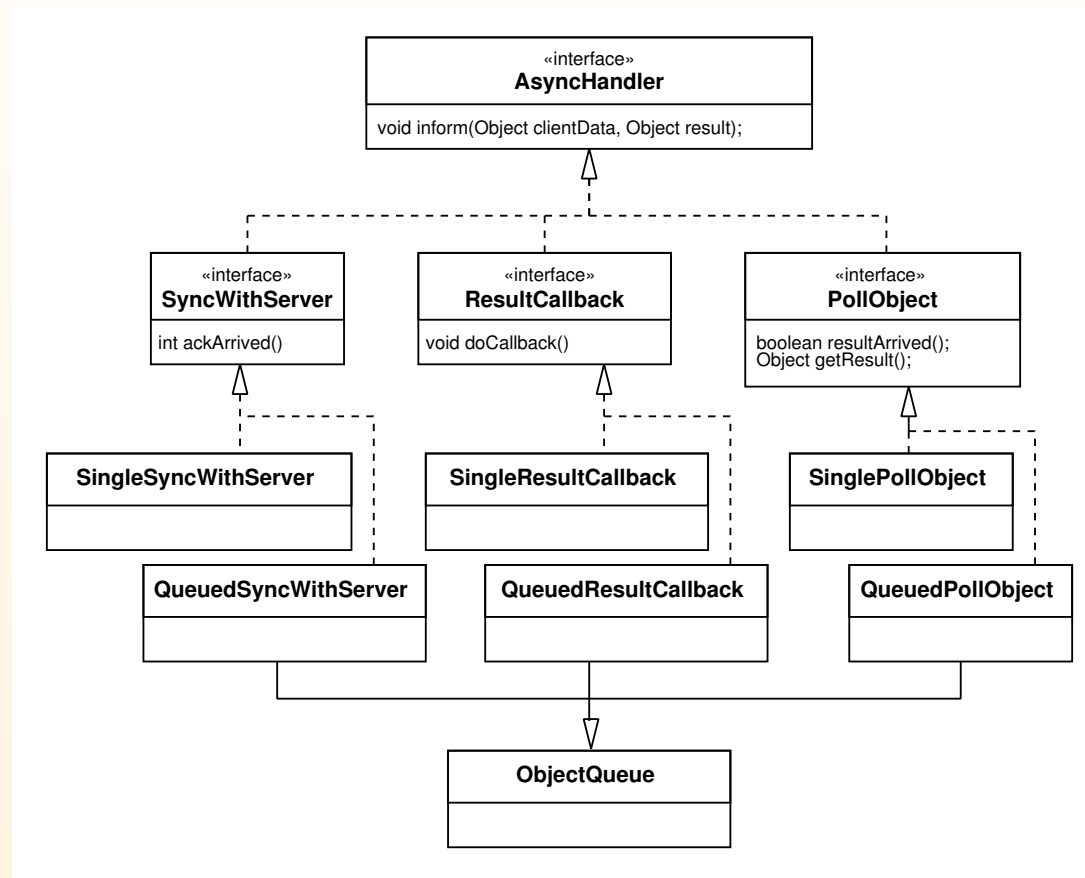 «interface»
AsyncHandler
void inform(Object clientData, Object result);
«interface»
SyncWithServer
int ackArrived()
«interface»
ResultCallback
void doCallback()
«interface»
PollObject
boolean resultArrived();
Object getResult();
SingleSyncWithServer
SingleResultCallback
SinglePollObject
QueuedSyncWithServer
QueuedResultCallback
QueuedPollObject
ObjectQueue